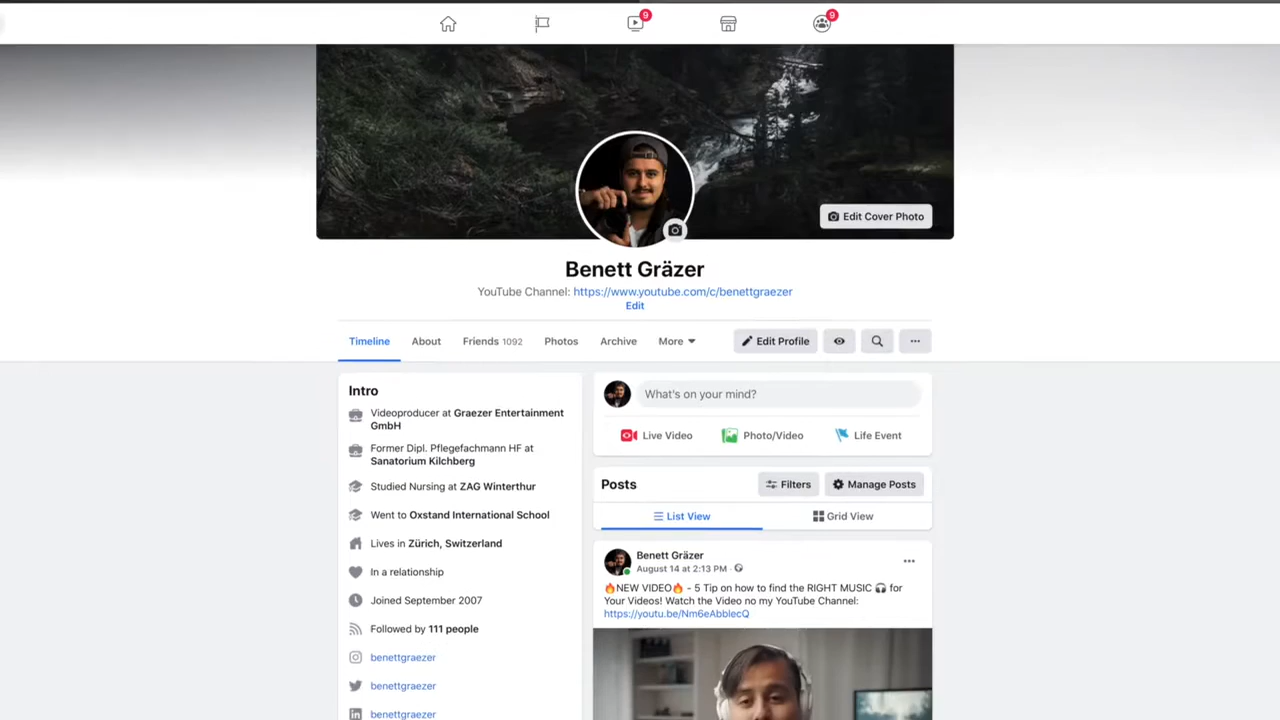 9
9
Edit Cover Photo
Benett Gräzer
YouTube Channel: https://www.youtube.com/c/benettgraezer
Edit
Timeline About Friends 1092 Photos Archive More Edit Profile
Intro
Videoproducer at Graezer Entertainment
GmbH
Former Dipl. Pflegefachmann HF at
Sanatorium Kilchberg
Studied Nursing at ZAG Winterthur
Went to Oxstand International School
Lives in Zürich, Switzerland
In a relationship
Joined September 2007
Followed by 111 people
benettgraezer
benettgraezer
benettgraezer
What's on your mind?
Live Video Photo/Video Life Event
Posts Filters Manage Posts
List View Grid View
Benett Gräzer
August 14 at 2:13 PM
🔥NEW VIDEO🔥 - 5 Tip on how to find the RIGHT MUSIC 🎧 for
Your Videos! Watch the Video no my YouTube Channel:
https://youtu.be/Nm6eAbblecQ